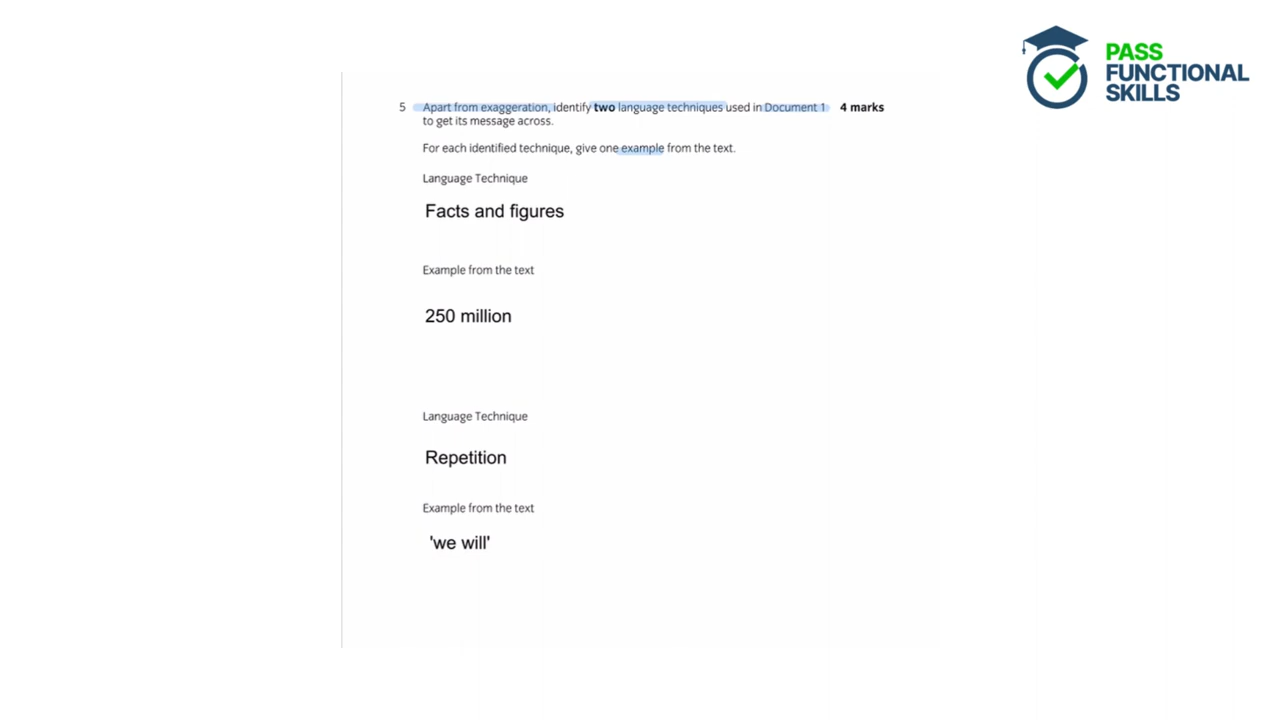 PASS
FUNCTIONAL
SKILLS
5 Apart from exaggeration, identify two language techniques used in Document 1 4 marks
to get its message across.
For each identified technique, give one example from the text.
Language Technique
Facts and figures
Example from the text
250 million
Language Technique
Repetition
Example from the text
'we will'